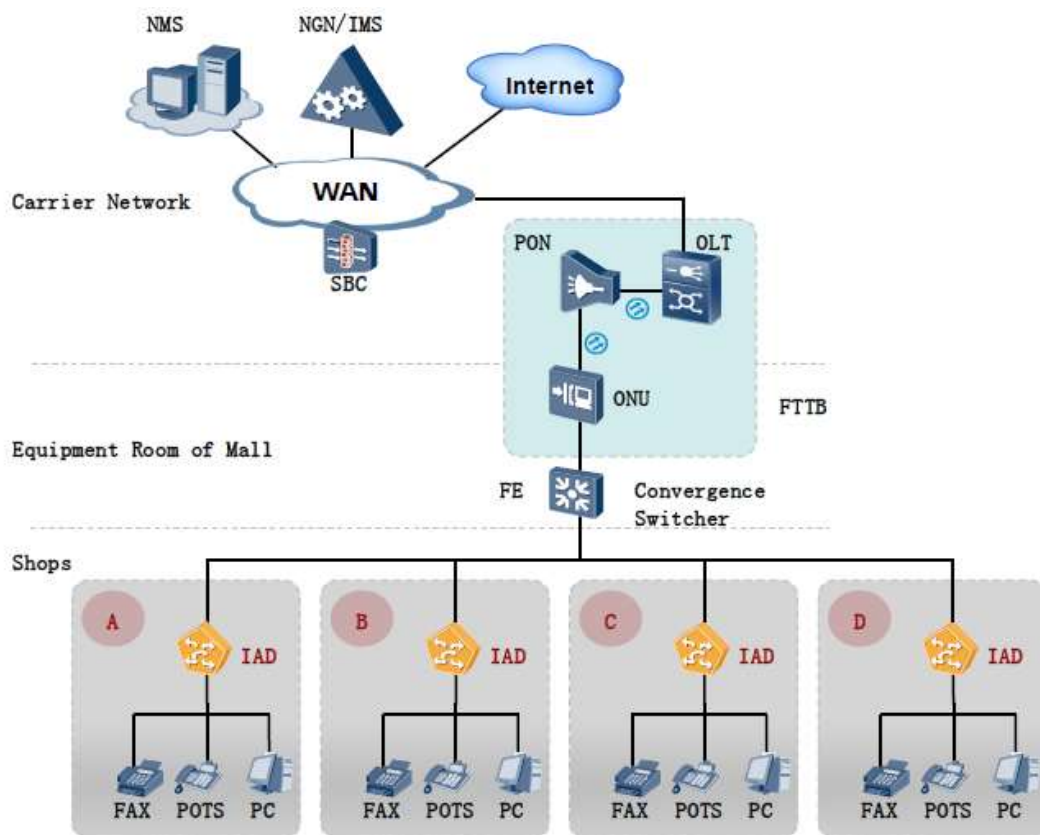 NMS
NGN/IMS
Internet
WAN
Carrier Network
SBC
PON
OLT
ONU
FTTB
Equipment Room of Mall
FE
Convergence
Switcher
Shops
A
IAD
FAX
POTS
PC
B
IAD
FAX
POTS
PC
C
IAD
FAX
POTS
PC
D
IAD
FAX
POTS
PC